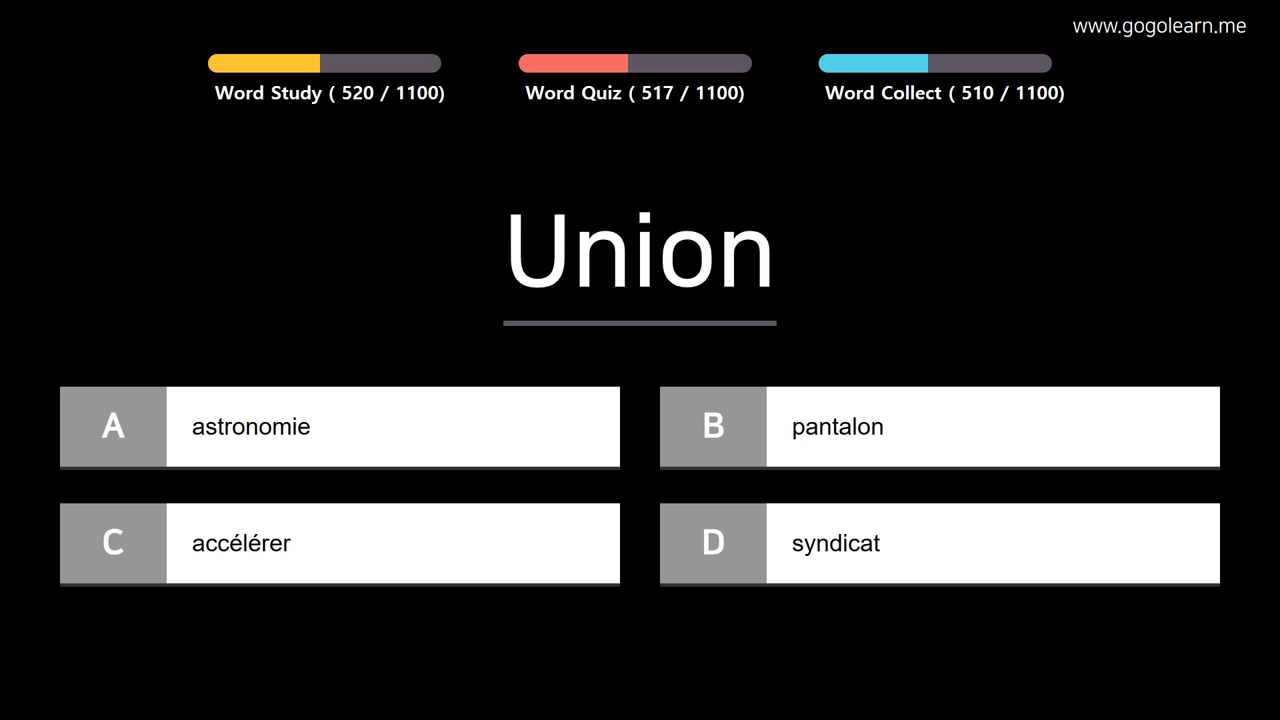 www.gogolearn.me
Word Study ( 520 / 1100)
Word Quiz ( 517 / 1100)
Word Collect ( 510 / 1100)
Union
A astronomie
B pantalon
C accélérer
D syndicat